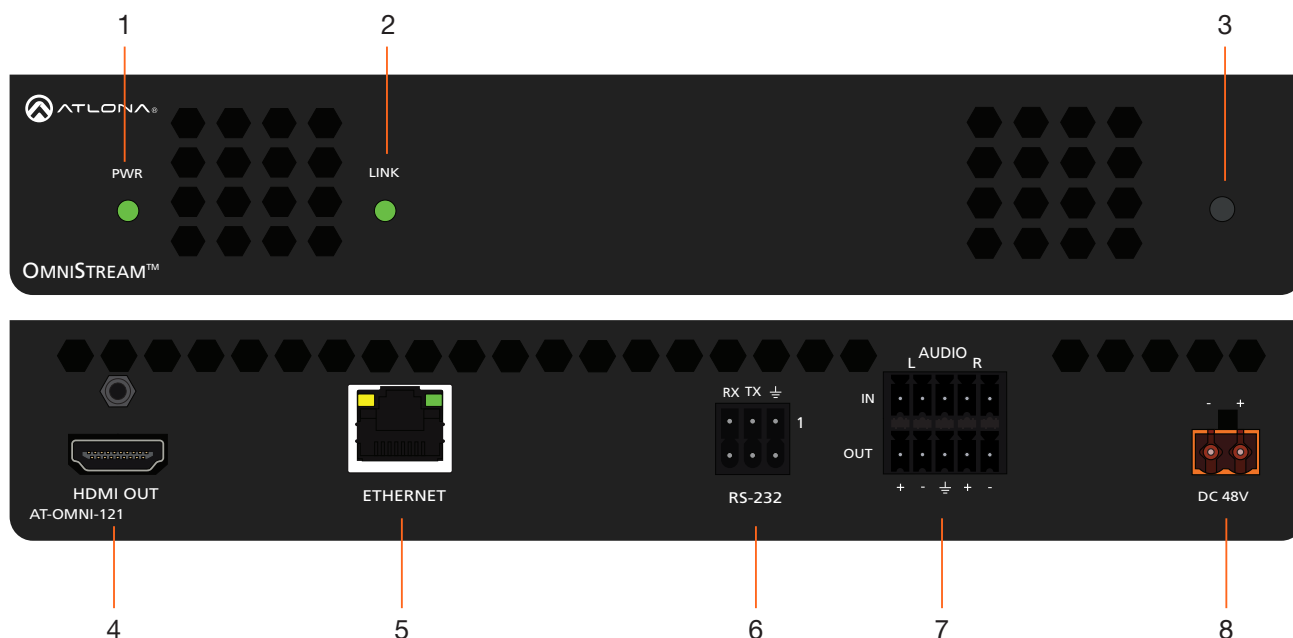 1 2 3
ATLONA®
PWR LINK
OMNISTREAM™
L AUDIO R
RX TX
IN
1
- +
OUT
HDMI OUT ETHERNET RS-232 + - + - DC 48V
AT-OMNI-121
4 5 6 7 8